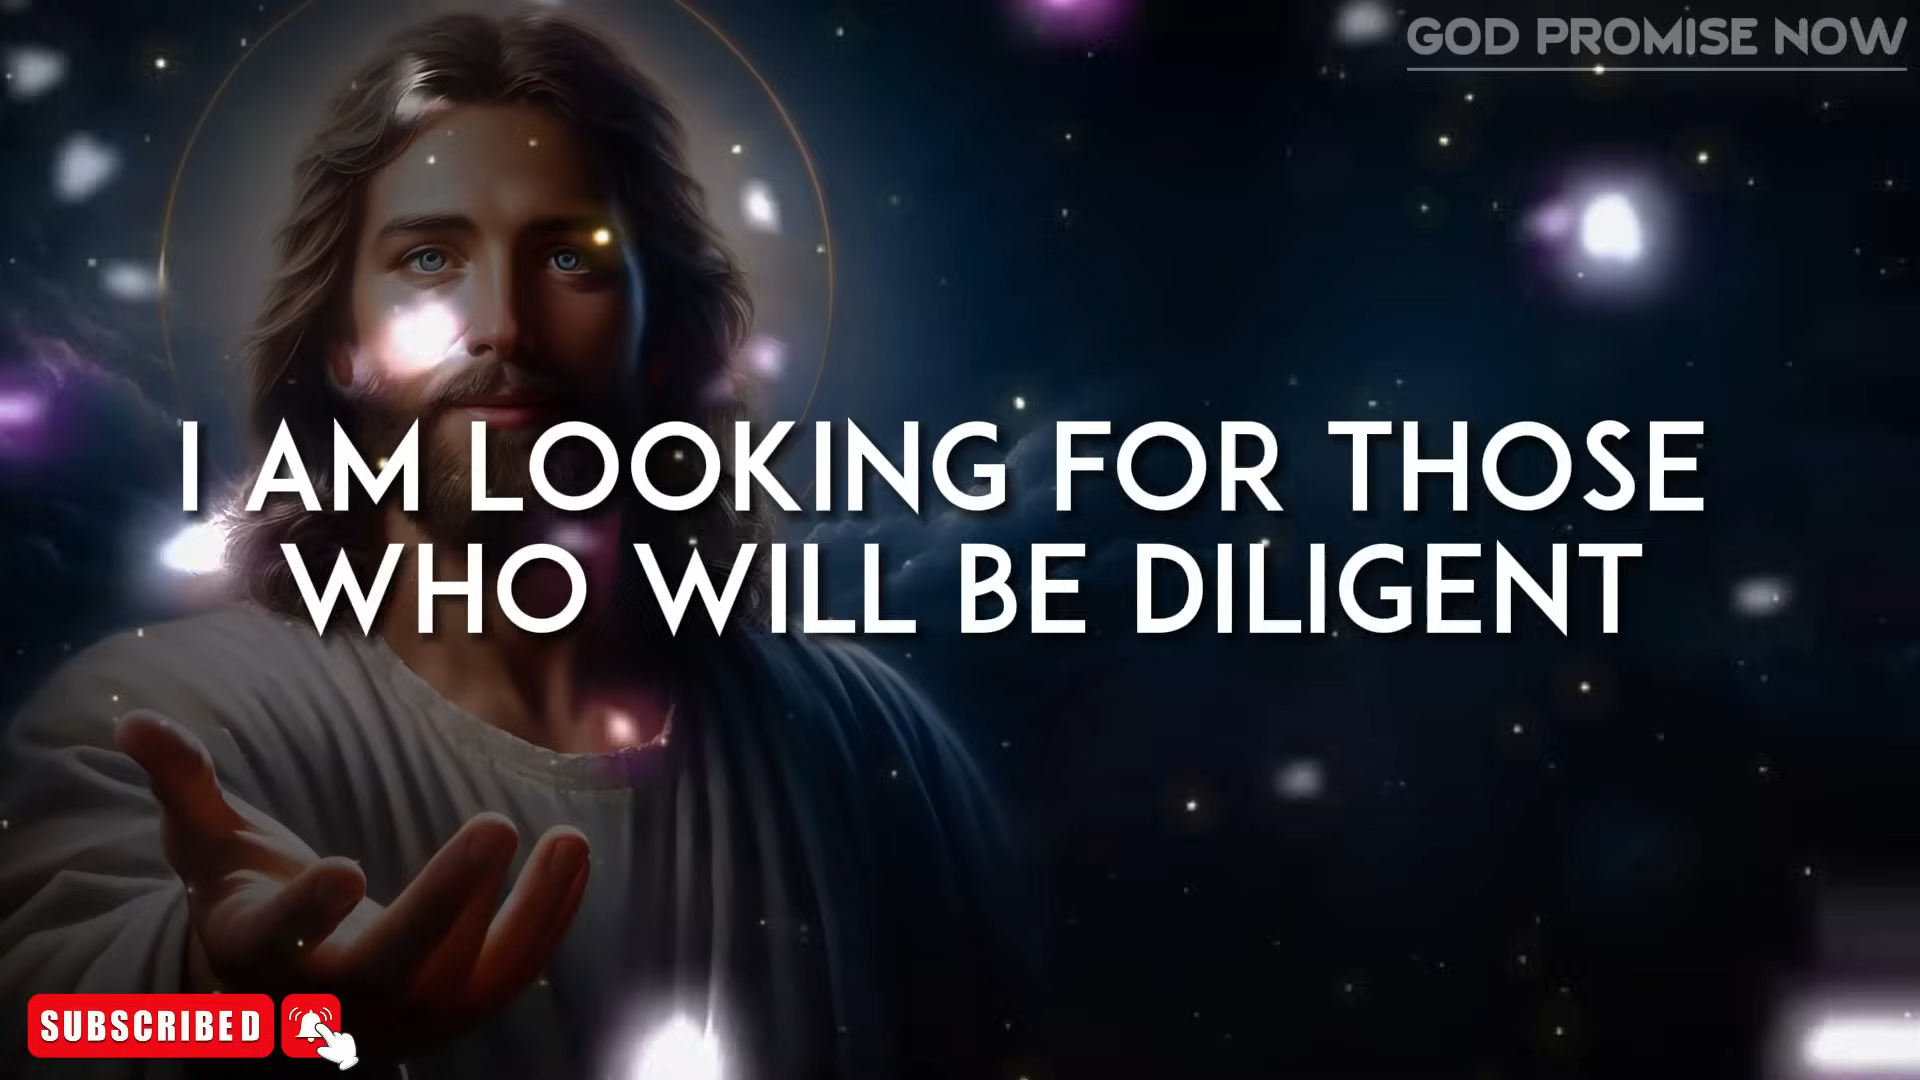 GOD PROMISE NOW
I AM LOOKING FOR THOSE
WHO WILL BE DILIGENT
SUBSCRIBED